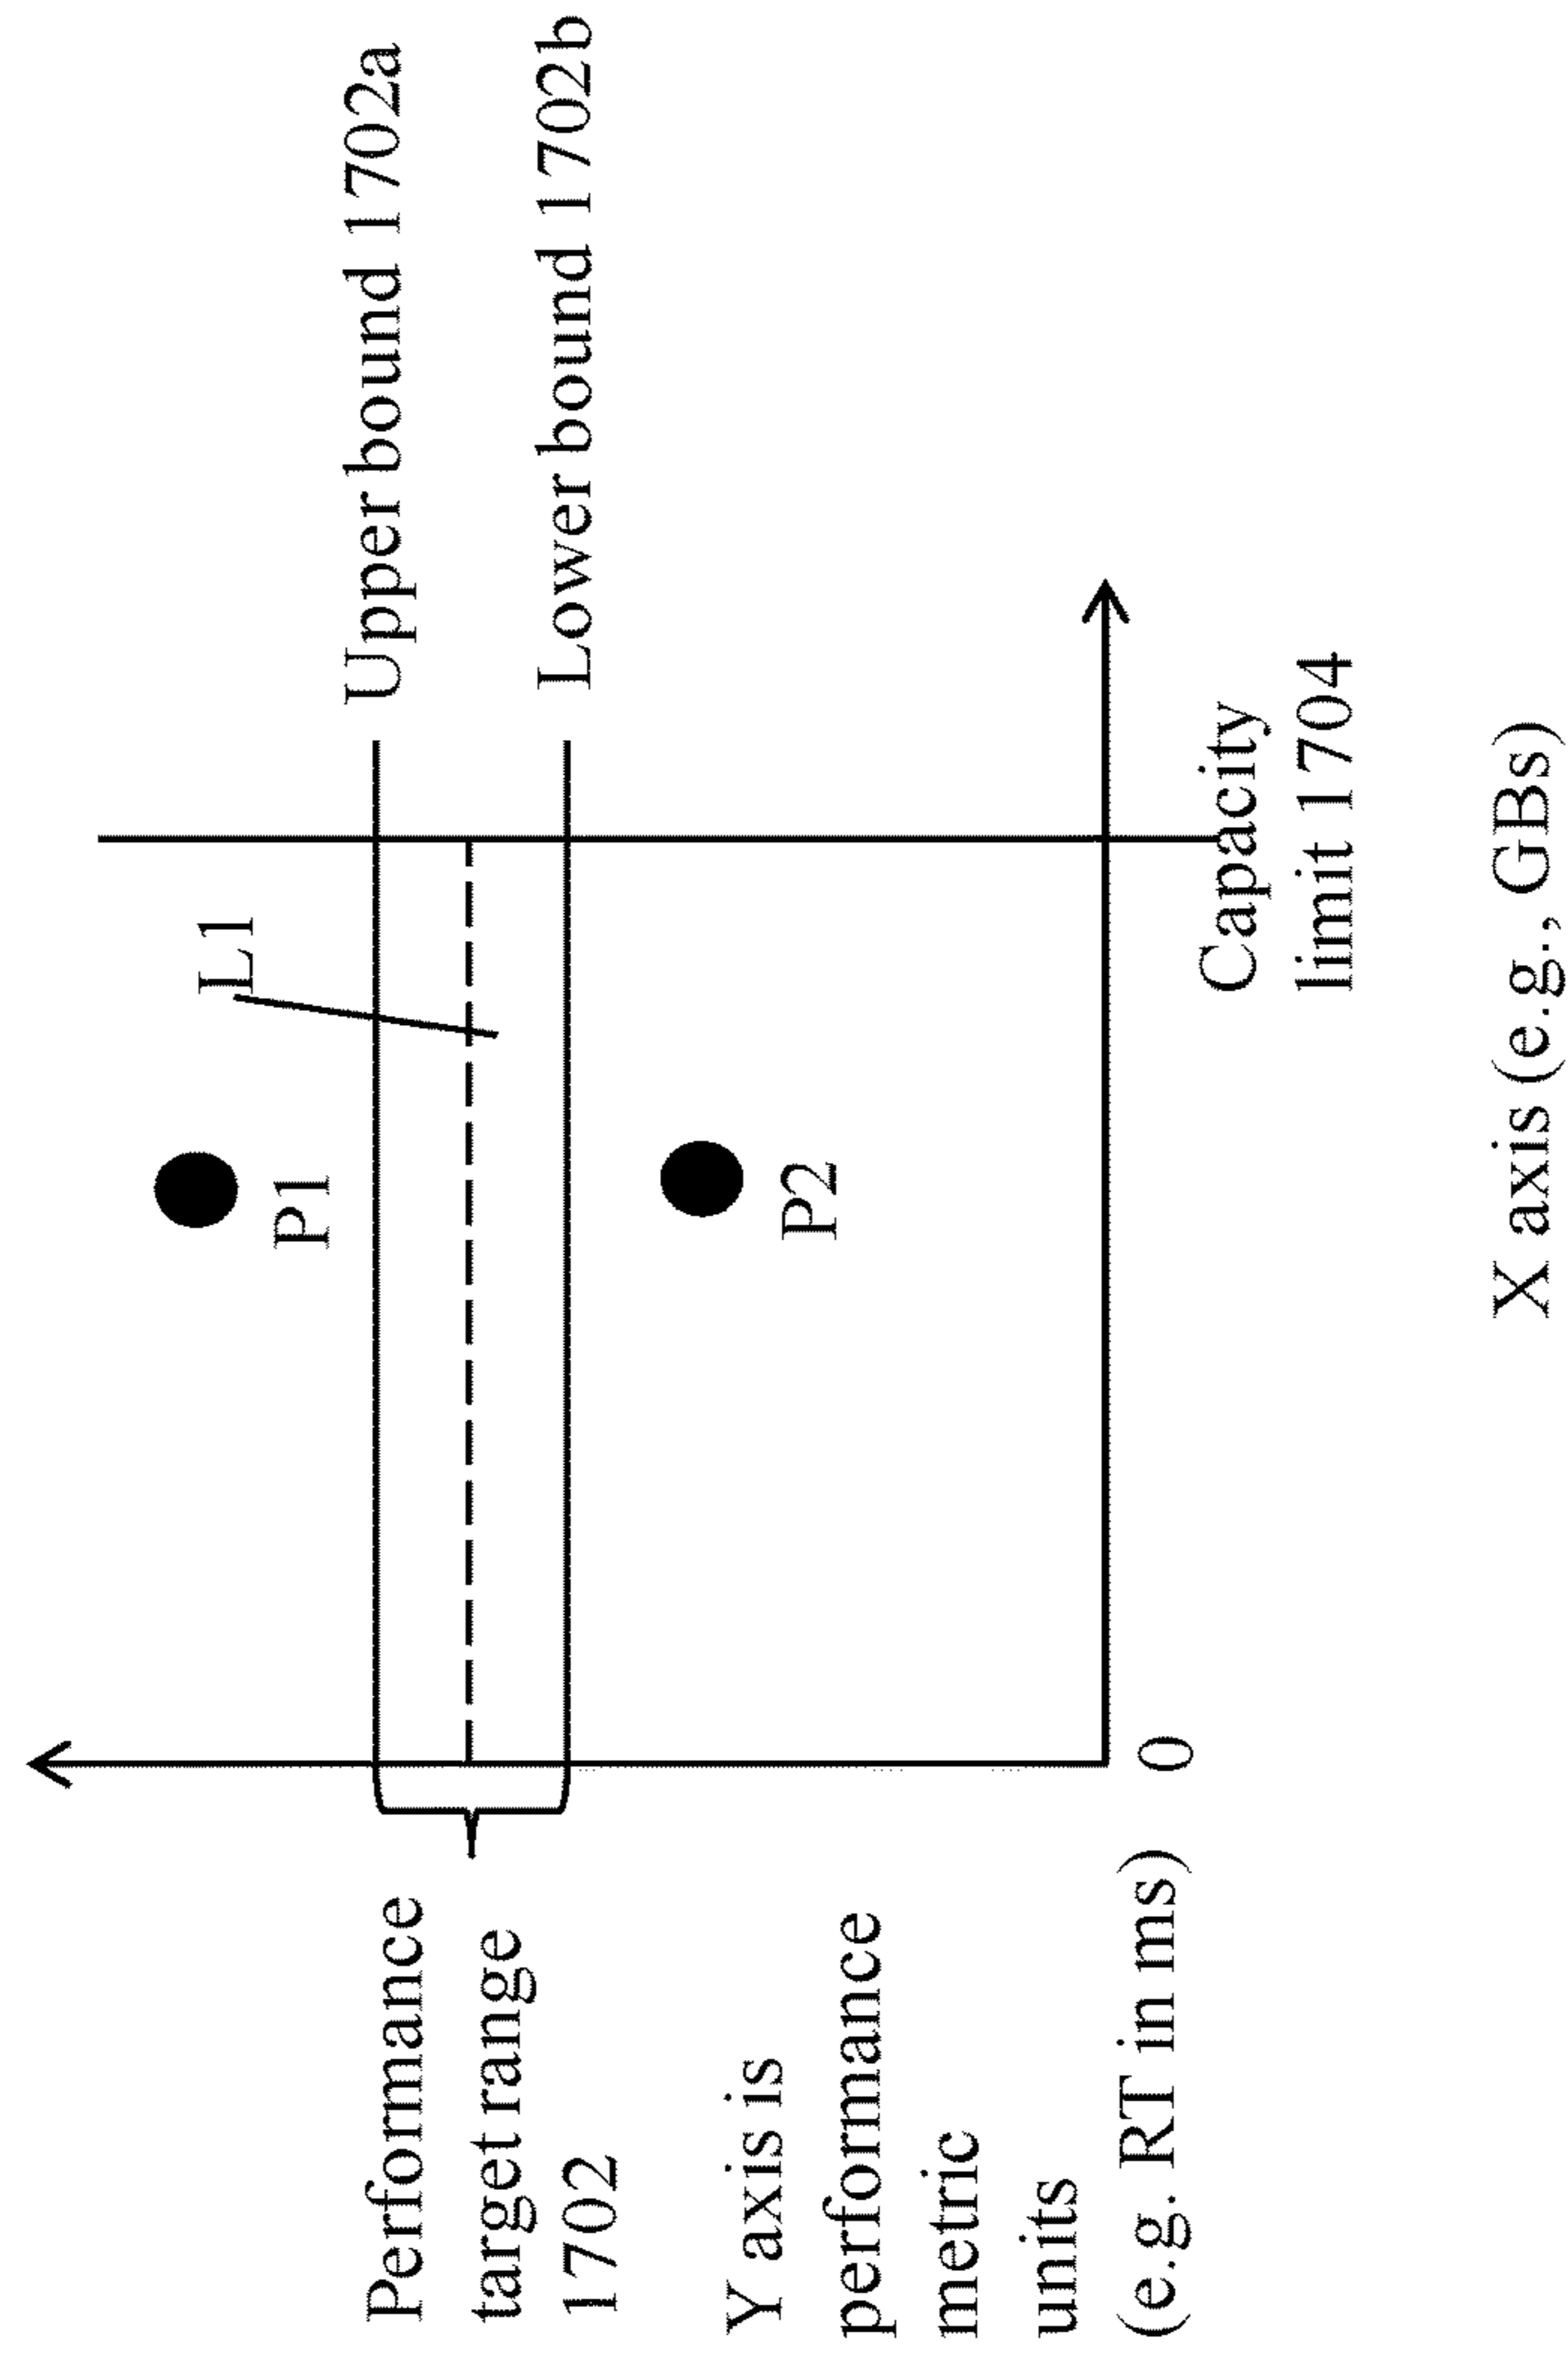 L1
P1
Upper bound 1702a
Performance
target range
1702
Lower bound 1702b
P2
Y axis is
performance
metric
units
(e.g. RT in ms)
0
Capacity
limit 1704
X axis (e.g., GBs)